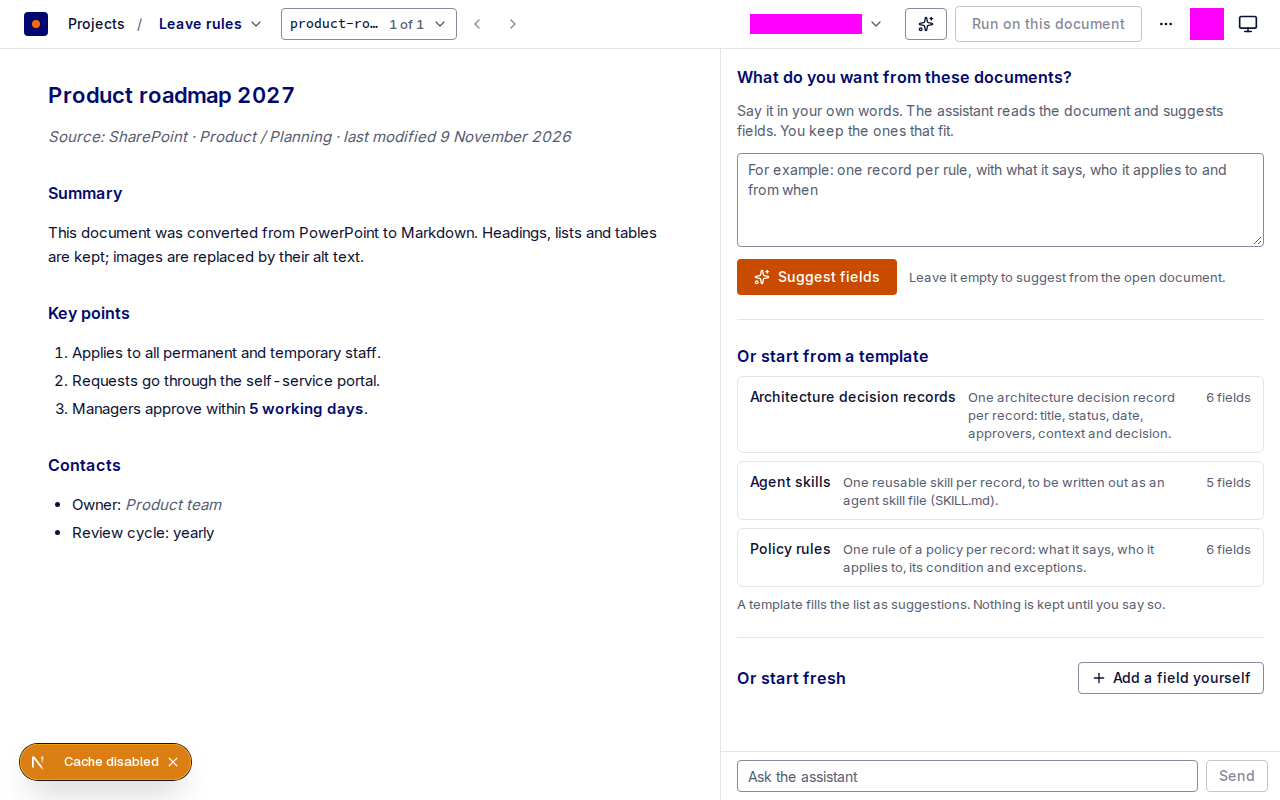 Projects / Leave rules product-ro… 1 of 1 Run on this document
Product roadmap 2027
Source: SharePoint · Product / Planning · last modified 9 November 2026
Summary
This document was converted from PowerPoint to Markdown. Headings, lists and tables
are kept; images are replaced by their alt text.
Key points
1. Applies to all permanent and temporary staff.
2. Requests go through the self-service portal.
3. Managers approve within 5 working days.
Contacts
• Owner: Product team
• Review cycle: yearly
Cache disabled
What do you want from these documents?
Say it in your own words. The assistant reads the document and suggests
fields. You keep the ones that fit.
For example: one record per rule, with what it says, who it applies to and
from when
Suggest fields Leave it empty to suggest from the open document.
Or start from a template
Architecture decision records One architecture decision record 6 fields
per record: title, status, date,
approvers, context and decision.
Agent skills One reusable skill per record, to be written out as an 5 fields
agent skill file (SKILL.md).
Policy rules One rule of a policy per record: what it says, who it 6 fields
applies to, its condition and exceptions.
A template fills the list as suggestions. Nothing is kept until you say so.
Or start fresh Add a field yourself
Ask the assistant Send